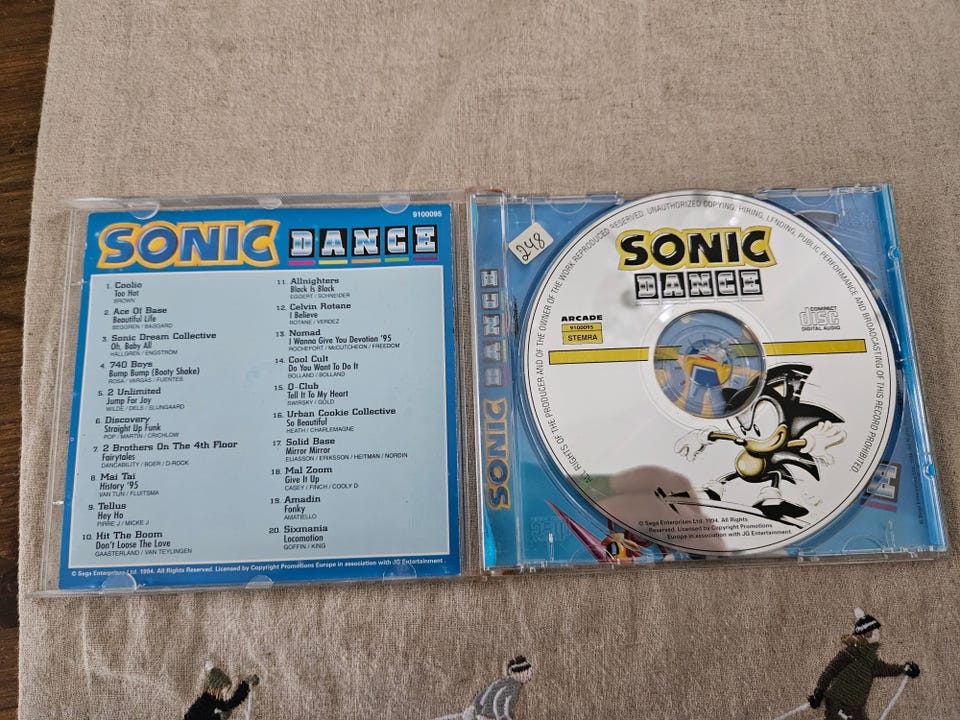 9100095
SONIC DANCE
1. Coolio
Too Hot
BROWN
2. Ace Of Base
Beautiful Life
BEGGREN / BAGGARD
3. Sonic Dream Collective
Oh, Baby All
HALLGREN / ENGSTRÖM
4. 740 Boys
Bump Bump (Booty Shake)
ROSA / VARGAS / FUENTES
5. 2 Unlimited
Jump For Joy
WILDE / DELS / SLIJNGAARD
6. Discovery
Straight Up Funk
POP / MARTIN / CRICHLOW
7. 2 Brothers On The 4th Floor
Fairytales
DANCABILITY / BOER / D-ROCK
8. Mai Tai
History '95
VAN TIJN / FLUITSMA
9. Tellus
Hey Ho
PIRRE J / MICKE J
10. Hit The Boom
Don't Loose The Love
GAASTERLAND / VAN TEYLINGEN
11. Allnighters
Black Is Black
EGGERT / SCHNEIDER
12. Celvin Rotane
I Believe
ROTANE / VERDEZ
13. Nomad
I Wanna Give You Devotion '95
ROCHEFORT / McCUTCHEON / FREEDOM
14. Cool Cult
Do You Want To Do It
BOLLAND / BOLLAND
15. Q-Club
Tell It To My Heart
SWIRSKY / GOLD
16. Urban Cookie Collective
So Beautiful
HEATH / CHARLEMAGNE
17. Solid Base
Mirror Mirror
ELIASSON / ERIKSSON / HEITMAN / NORDIN
18. Mal Zoom
Give It Up
CASEY / FINCH / COOLY D
19. Amadin
Fonky
AMATIELLO
20. Sixmania
Locomotion
GOFFIN / KING
© Sega Enterprises Ltd. 1994. All Rights Reserved. Licensed by Copyright Promotions Europe in association with JG Entertainment.
SONIC DANCE
248
ALL RIGHTS OF THE PRODUCER AND OF THE OWNER OF THE WORK REPRODUCED RESERVED. UNAUTHORIZED COPYING, HIRING, LENDING, PUBLIC PERFORMANCE AND BROADCASTING OF THIS RECORD PROHIBITED.
SONIC
DANCE
ARCADE
9100095
STEMRA
COMPACT
disc
DIGITAL AUDIO
© Sega Enterprises Ltd. 1994. All Rights
Reserved. Licensed by Copyright Promotions
Europe in association with JG Entertainment.